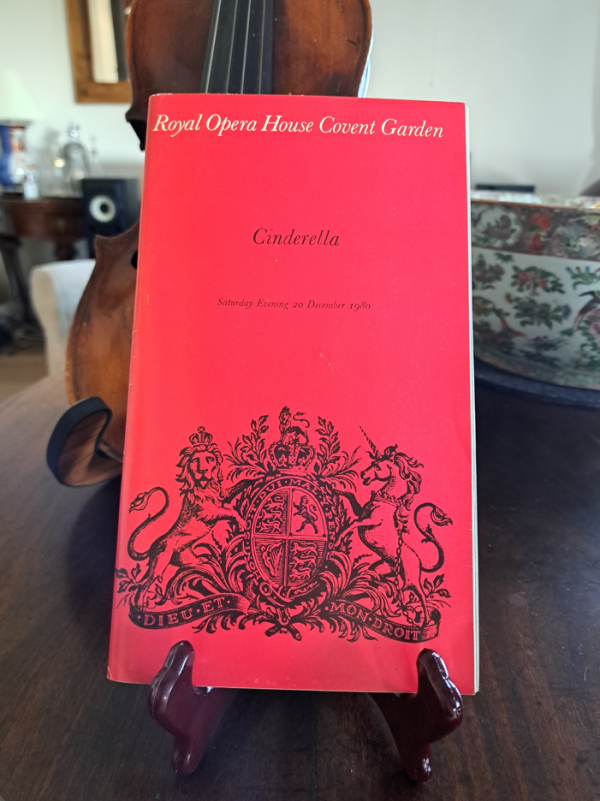 Royal Opera House Covent Garden
Cinderella
Saturday Evening 20 December 1980
DIEU·ET· MON·DROIT